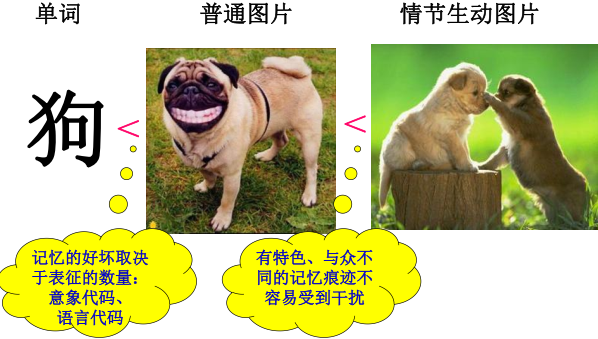 单词
普通图片
情节生动图片
狗
<
<
记忆的好坏取决
于表征的数量：
意象代码、
语言代码
有特色、与众不
同的记忆痕迹不
容易受到干扰